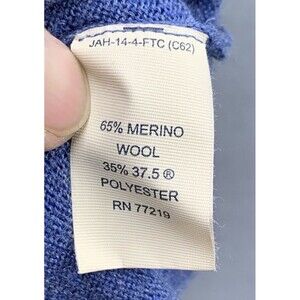 JAH-14-4-FTC (C62)
65% MERINO
WOOL
35% 37.5 ®
POLYESTER
RN 77219